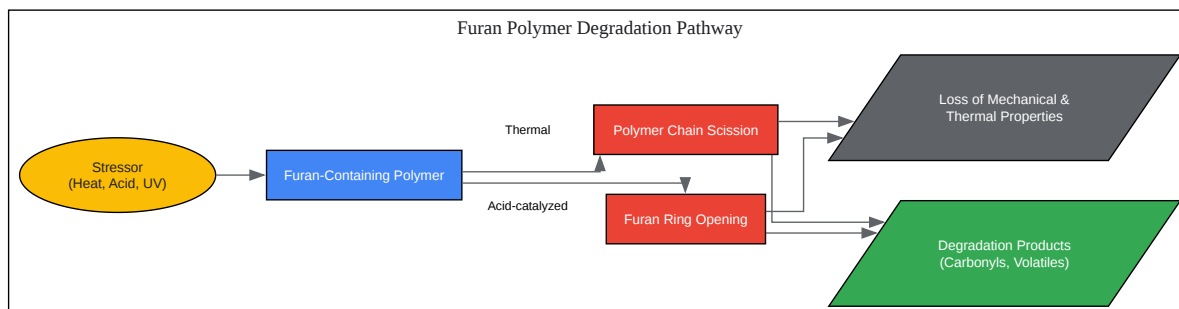 Furan Polymer Degradation Pathway
Stressor
(Heat, Acid, UV)
Furan-Containing Polymer
Thermal
Acid-catalyzed
Polymer Chain Scission
Furan Ring Opening
Loss of Mechanical &
Thermal Properties
Degradation Products
(Carbonyls, Volatiles)